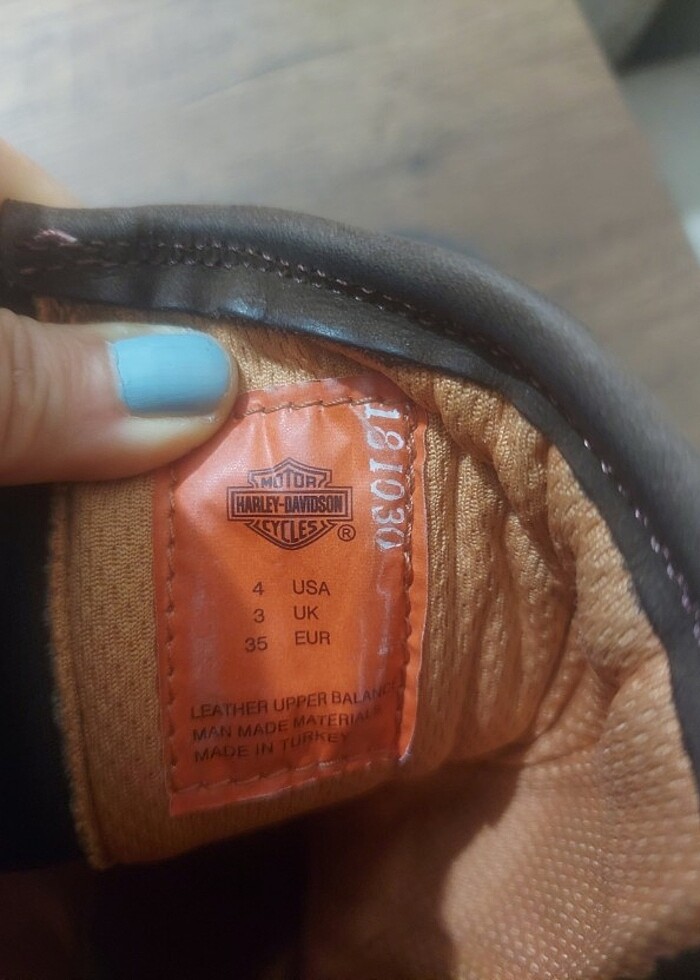 MOTOR
HARLEY-DAVIDSON
CYCLES
®
181030
4 USA
3 UK
35 EUR
LEATHER UPPER BALANCE
MAN MADE MATERIALS
MADE IN TURKEY